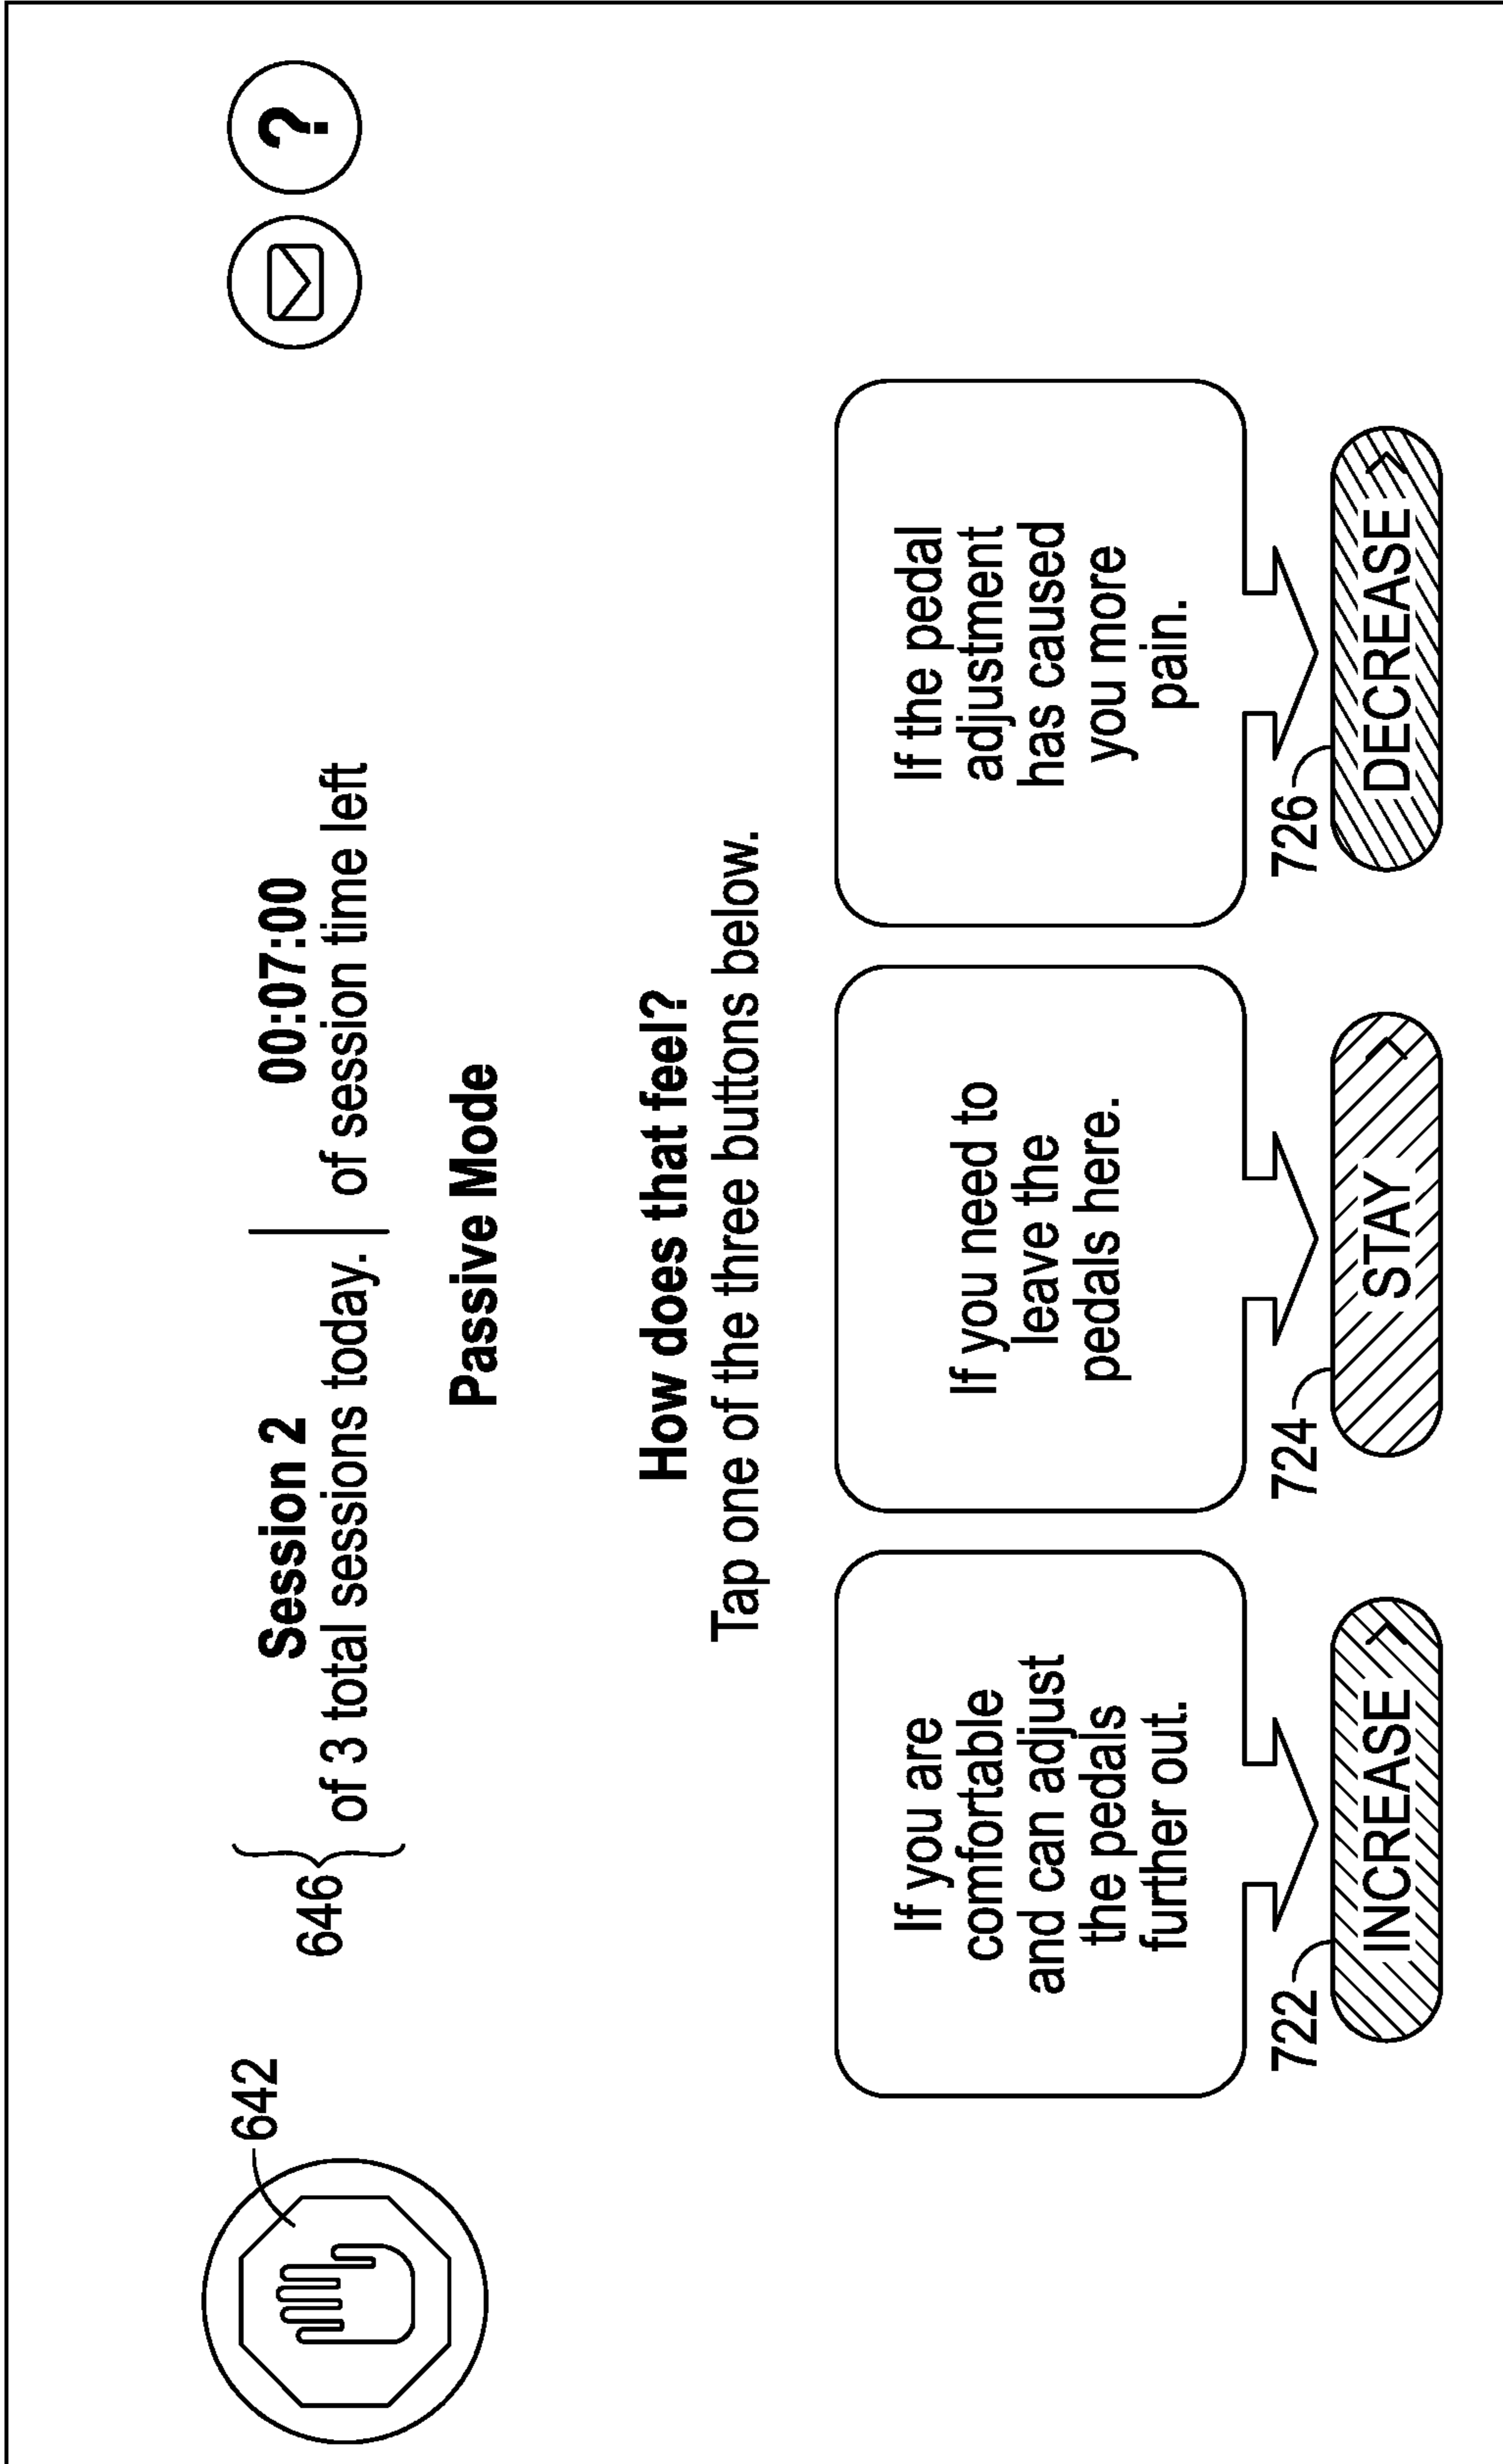 642
646
Session 2
of 3 total sessions today.
00:07:00
of session time left
?
Passive Mode
How does that feel?
Tap one of the three buttons below.
If you are
comfortable
and can adjust
the pedals
further out.
722
INCREASE
If you need to
leave the
pedals here.
724
STAY
If the pedal
adjustment
has caused
you more
pain.
726
DECREASE